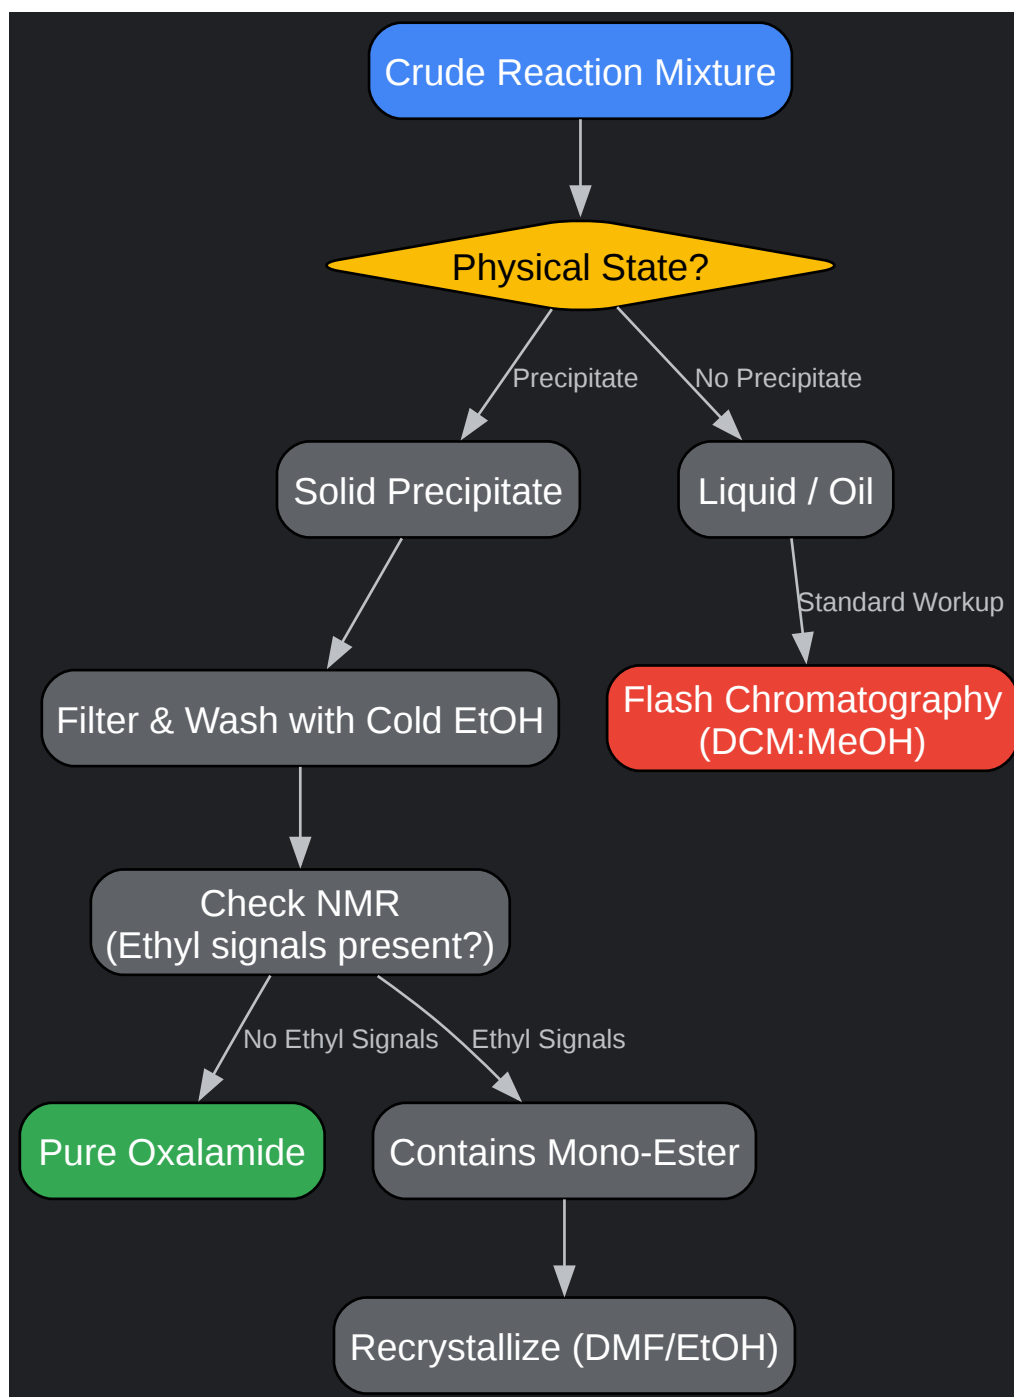 Crude Reaction Mixture
Physical State?
Precipitate
No Precipitate
Solid Precipitate
Liquid / Oil
Standard Workup
Filter & Wash with Cold EtOH
Flash Chromatography
(DCM:MeOH)
Check NMR
(Ethyl signals present?)
No Ethyl Signals
Ethyl Signals
Pure Oxalamide
Contains Mono-Ester
Recrystallize (DMF/EtOH)